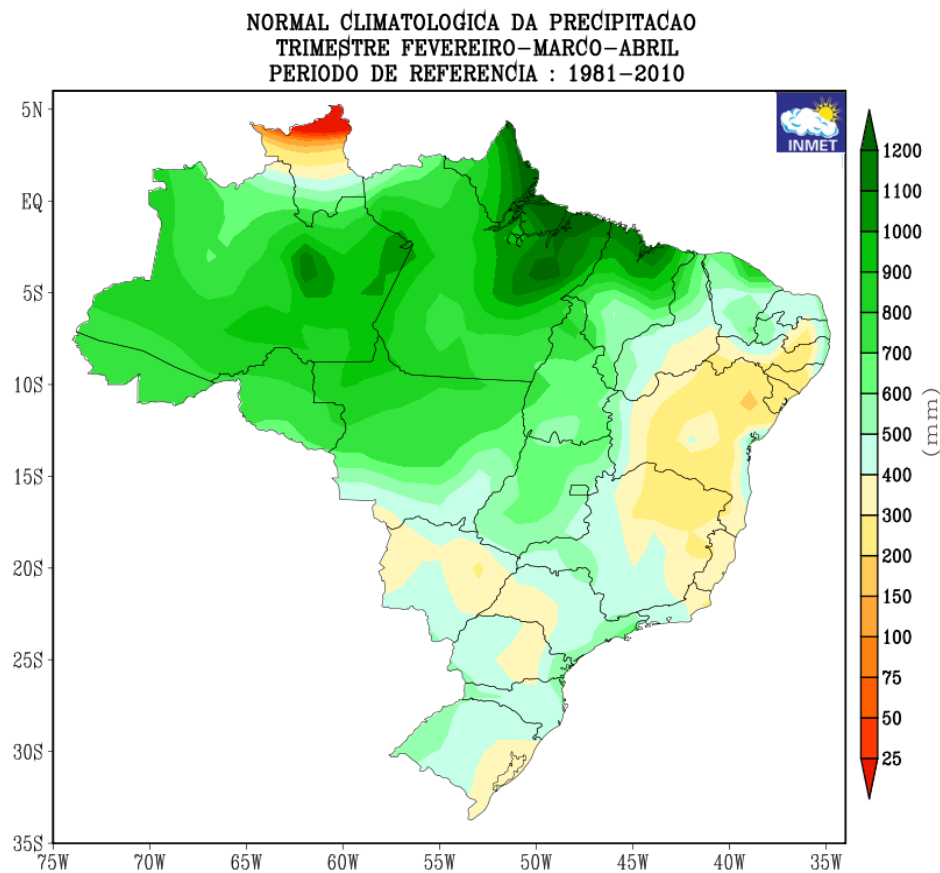 NORMAL CLIMATOLOGICA DA PRECIPITACAO
TRIMESTRE FEVEREIRO-MARCO-ABRIL
PERIODO DE REFERENCIA : 1981-2010
INMET
5N
EQ
5S
10S
15S
20S
25S
30S
35S
75W 70W 65W 60W 55W 50W 45W 40W 35W
1200
1100
1000
900
800
700
600
500
400
300
200
150
100
75
50
25
(mm)